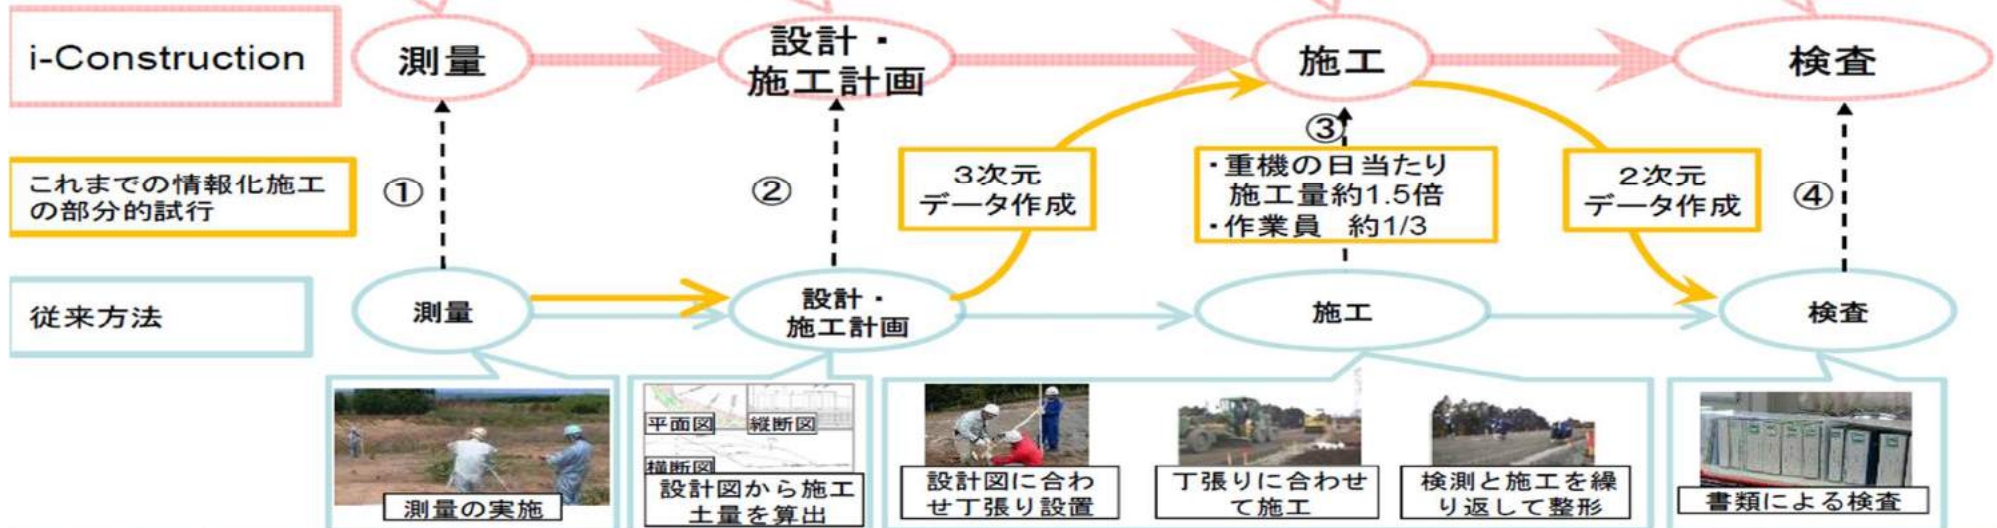 i-Construction
測量
設計・
施工計画
施工
検査
これまでの情報化施工
の部分的試行
①
②
3次元
データ作成
③
・重機の日当たり
施工量約1.5倍
・作業員 約1/3
2次元
データ作成
④
従来方法
測量
設計・
施工計画
施工
検査
測量の実施
平面図
縦断図
横断図
設計図から施工
土量を算出
設計図に合わ
せ丁張り設置
丁張りに合わせ
て施工
検測と施工を繰
り返して整形
書類による検査